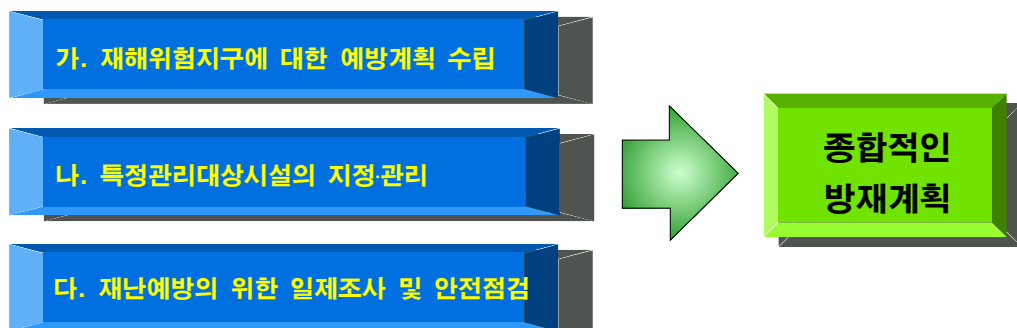 가. 재해위험지구에 대한 예방계획 수립
나. 특정관리대상시설의 지정·관리
다. 재난예방의 위한 일제조사 및 안전점검
종합적인
방재계획